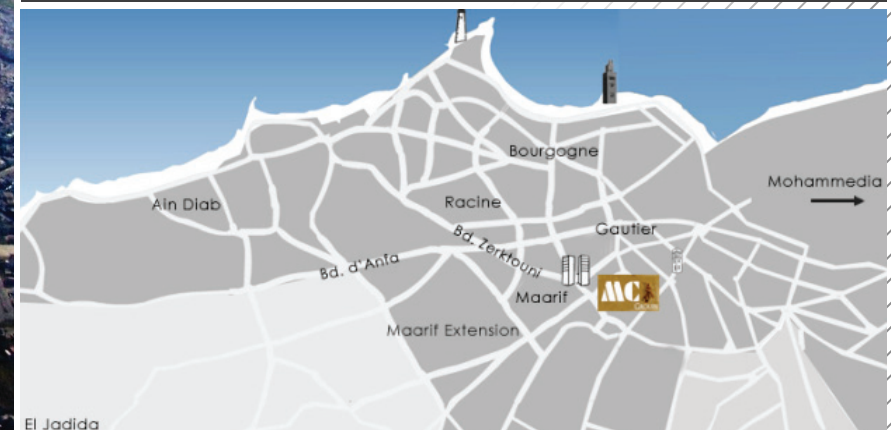 Bourgogne
Mohammedia
Ain Diab
Racine
Gautier
Bd. Zerktouni
Bd. d'Anfa
Maarif
MC
Maarif Extension
El Jadida